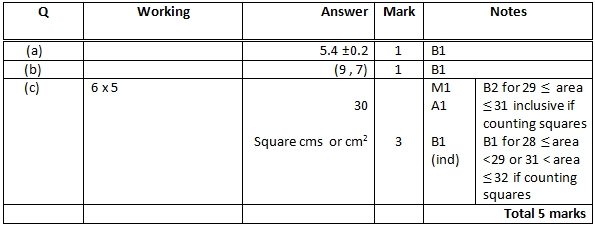 Q Working Answer Mark Notes
(a) 5.4 ±0.2 1 B1
(b) (9 , 7) 1 B1
(c) 6 x 5 M1 B2 for 29 ≤ area
30 A1 ≤ 31 inclusive if
counting squares
Square cms or cm² 3 B1 B1 for 28 ≤ area
(ind) <29 or 31 < area
≤ 32 if counting
squares
Total 5 marks